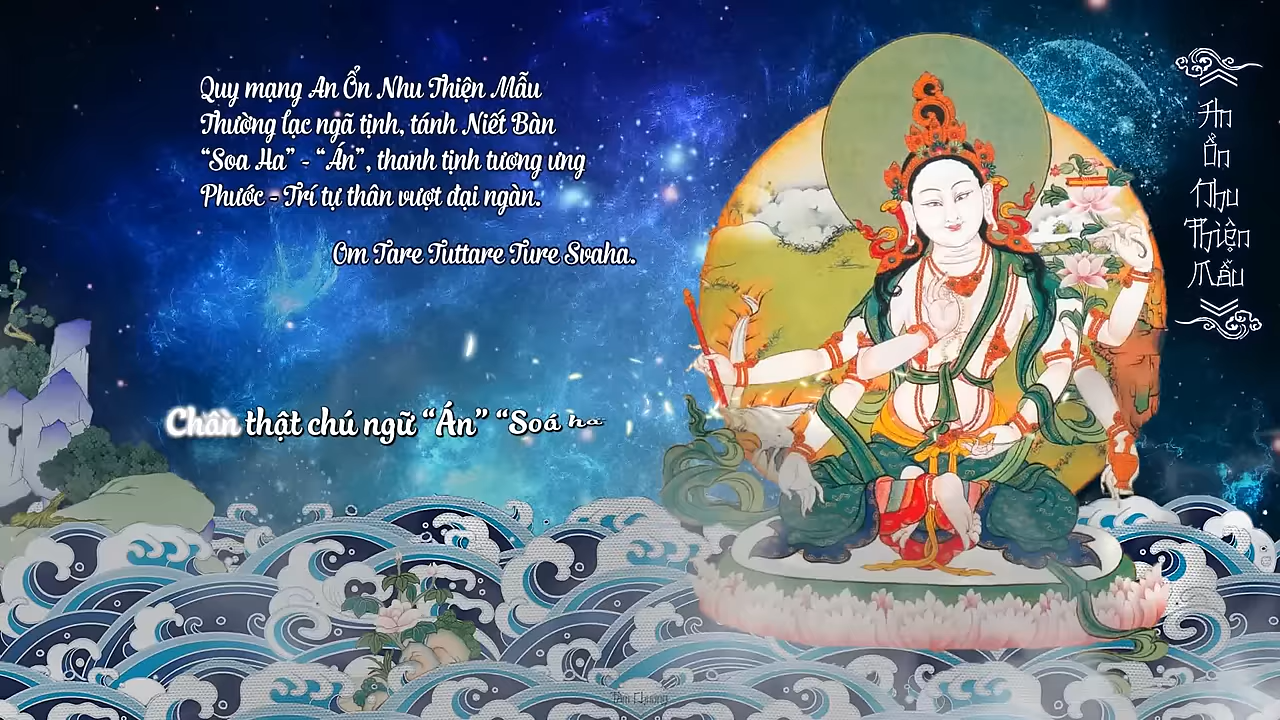 Quy mạng An Ổn Nhu Thiện Mẫu
Thường lạc ngã tịnh, tánh Niết Bàn
“Soa Ha” - “Án”, thanh tịnh tương ưng
Phước - Trí tự thân vượt đại ngàn.
Om Tare Tuttare Ture Svaha.
Chân thật chú ngữ “Án” “Soá ha
An
Ổn
Nhu
Thiện
Mẫu